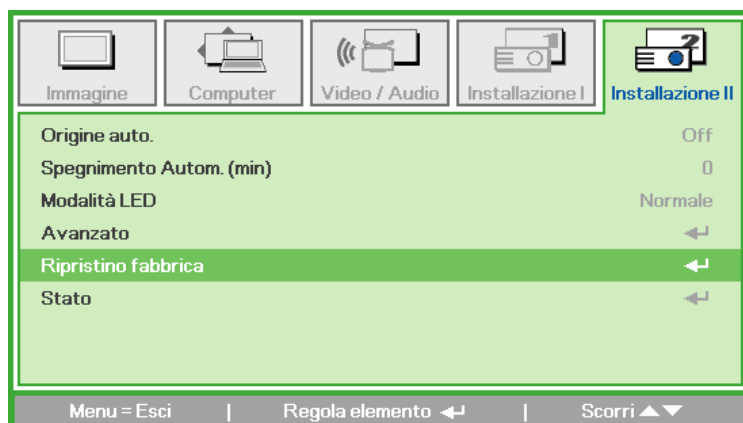 Immagine Computer Video / Audio Installazione I Installazione II
Origine auto. Off
Spegnimento Autom. (min) 0
Modalità LED Normale
Avanzato
Ripristino fabbrica
Stato
Menu = Esci | Regola elemento | Scorri